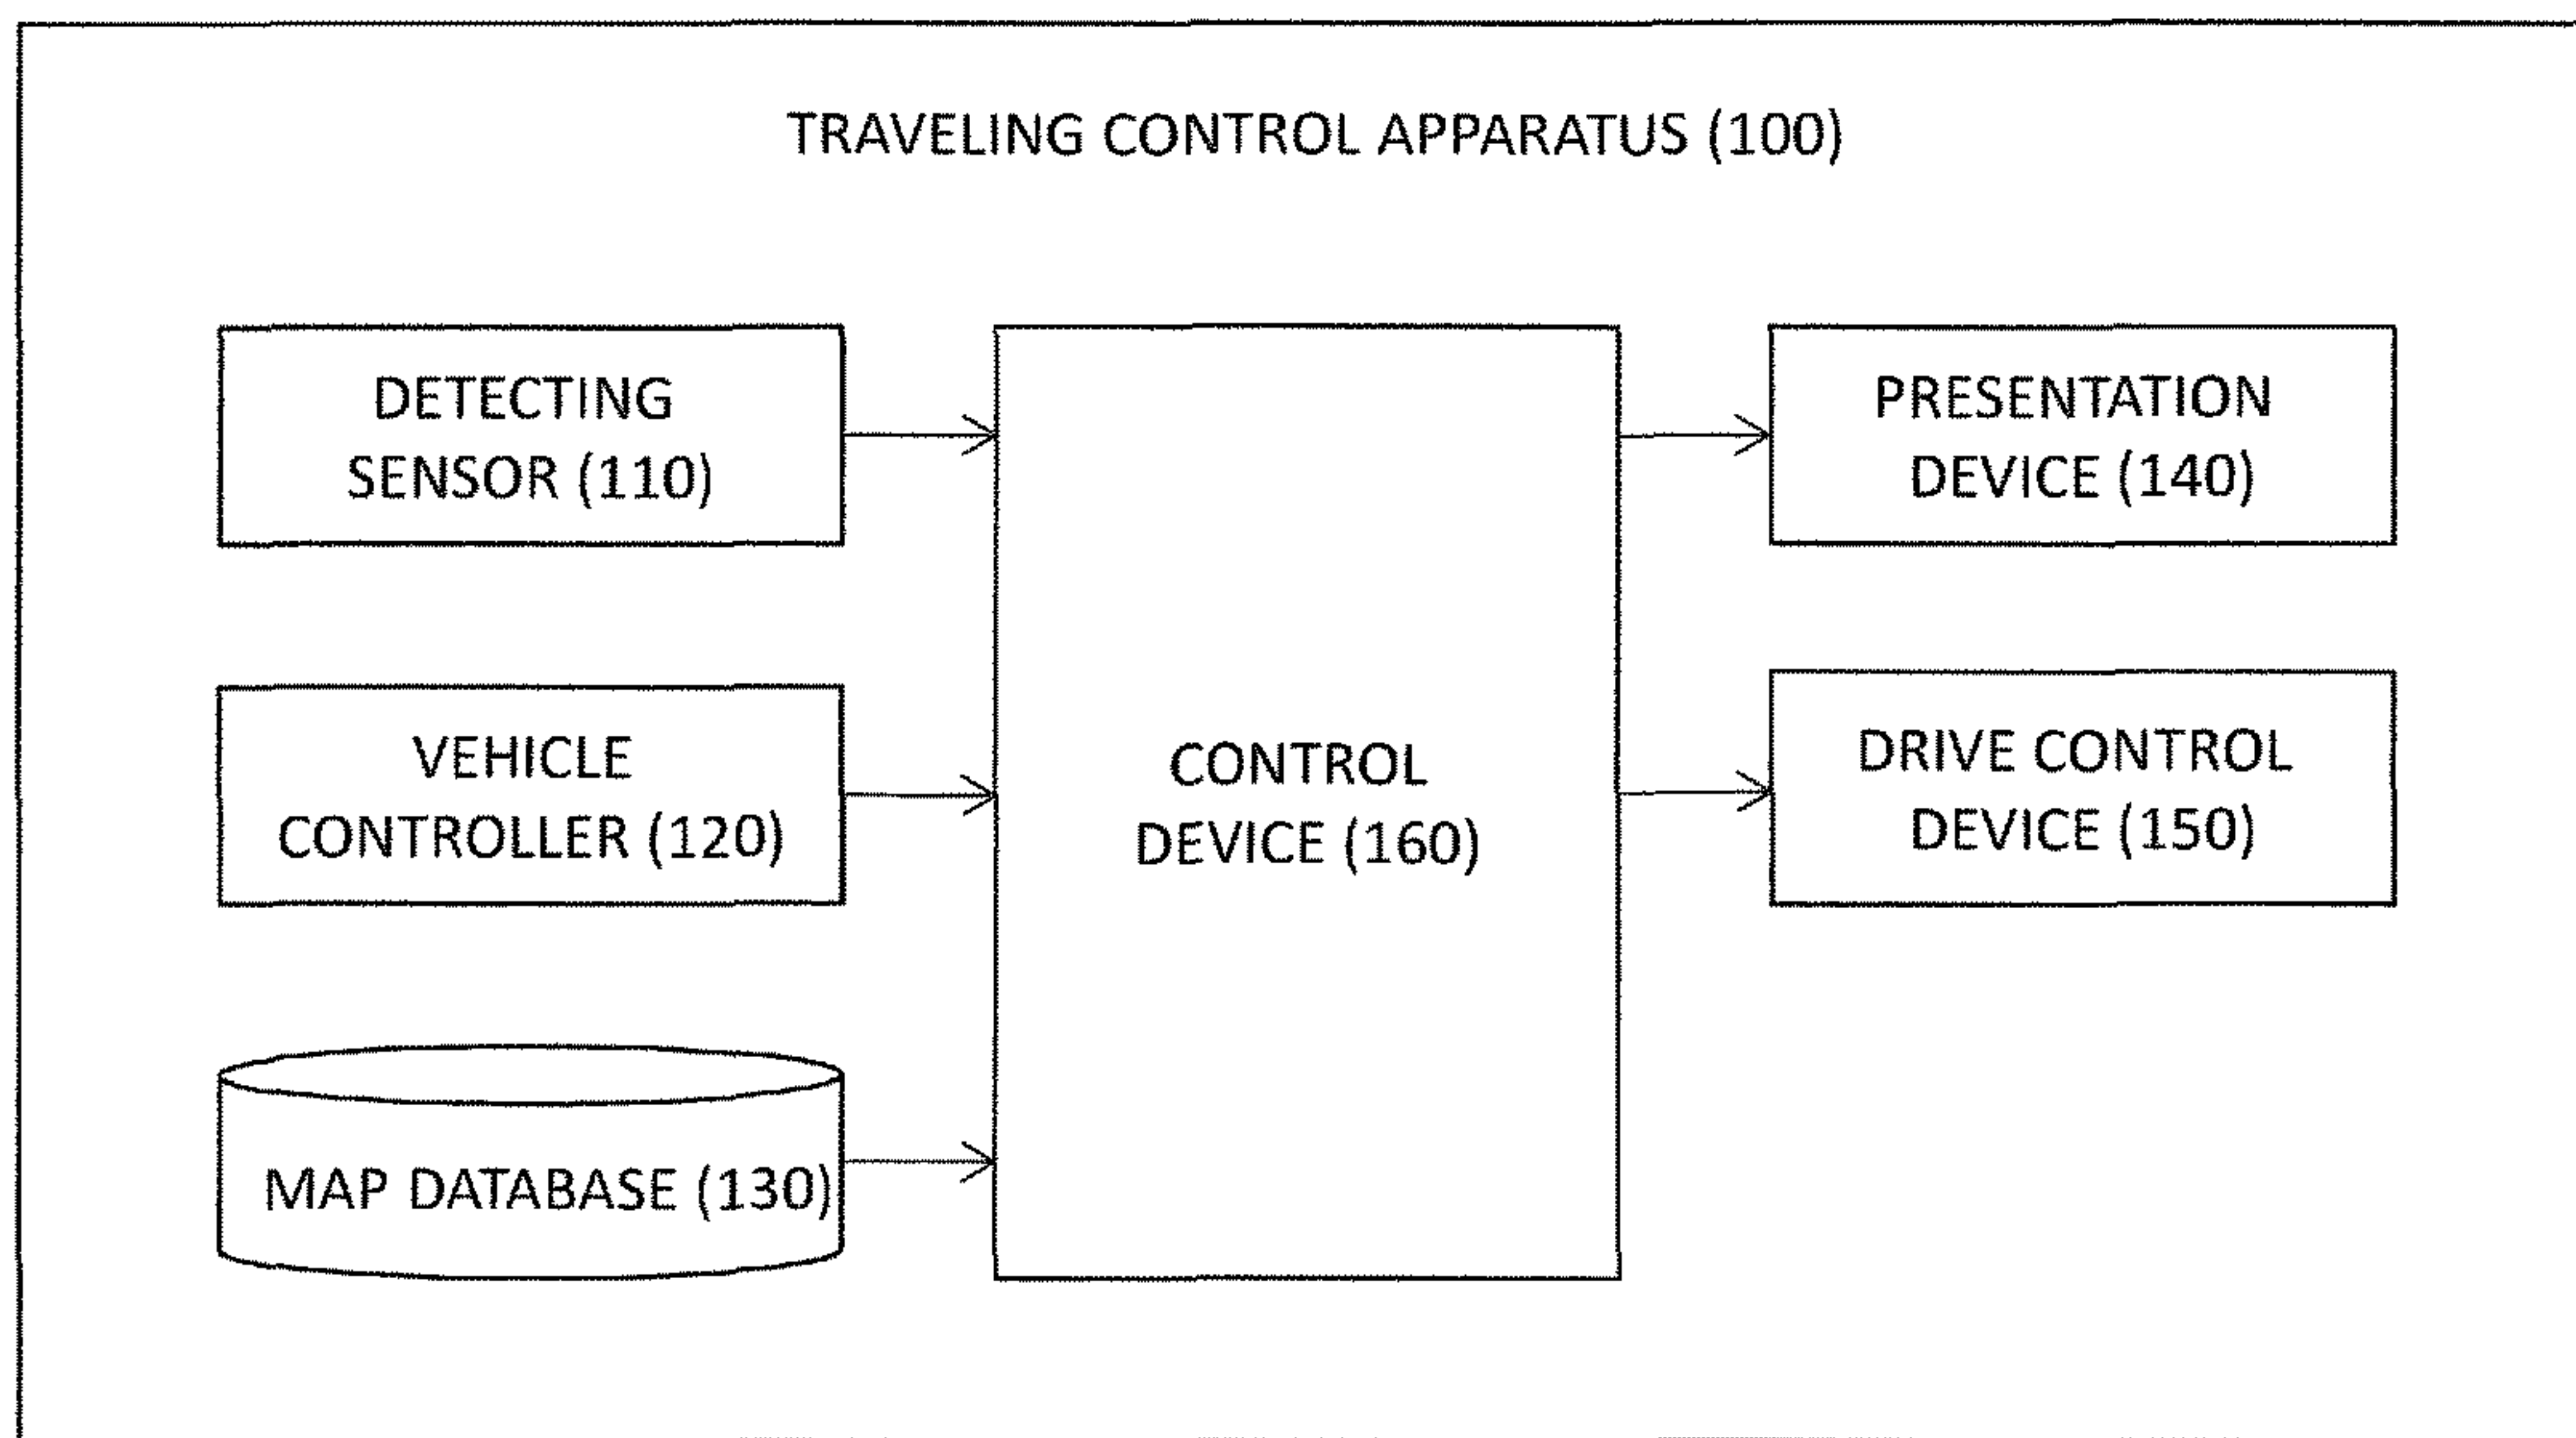 TRAVELING CONTROL APPARATUS (100)
DETECTING
SENSOR (110)
VEHICLE
CONTROLLER (120)
MAP DATABASE (130)
CONTROL
DEVICE (160)
PRESENTATION
DEVICE (140)
DRIVE CONTROL
DEVICE (150)